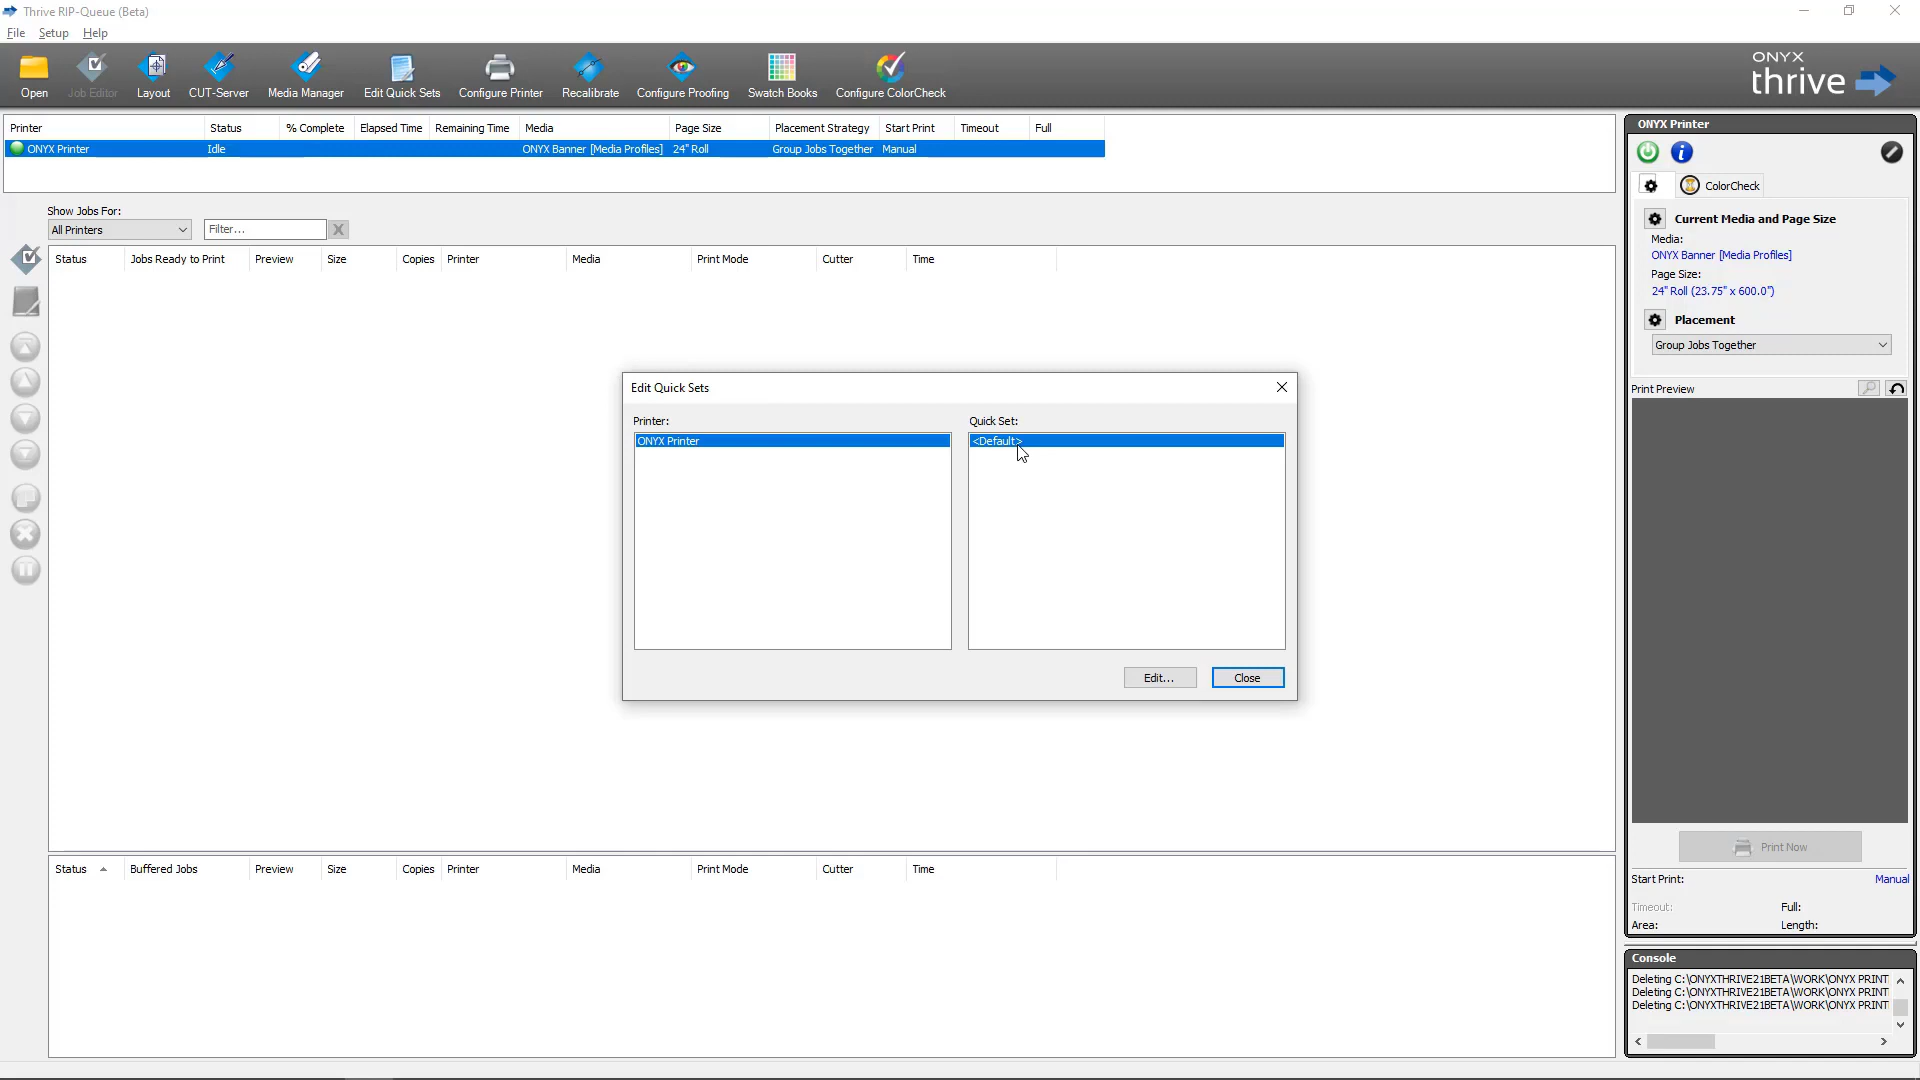 Thrive RIP-Queue (Beta)
File Setup Help
Open Job Editor Layout CUT-Server Media Manager Edit Quick Sets Configure Printer Recalibrate Configure Proofing Swatch Books Configure ColorCheck
ONYX
thrive
Printer Status % Complete Elapsed Time Remaining Time Media Page Size Placement Strategy Start Print Timeout Full
ONYX Printer Idle ONYX Banner [Media Profiles] 24" Roll Group Jobs Together Manual
Show Jobs For:
All Printers Filter... X
Status Jobs Ready to Print Preview Size Copies Printer Media Print Mode Cutter Time
Edit Quick Sets
Printer: Quick Set:
ONYX Printer <Default>
Edit... Close
Status Buffered Jobs Preview Size Copies Printer Media Print Mode Cutter Time
ONYX Printer
i
ColorCheck
Current Media and Page Size
Media:
ONYX Banner [Media Profiles]
Page Size:
24" Roll (23.75" x 600.0")
Placement
Group Jobs Together
Print Preview
Print Now
Start Print: Manual
Timeout: Full:
Area: Length:
Console
Deleting C:\ONYXTHRIVE21BETA\WORK\ONYX PRINT
Deleting C:\ONYXTHRIVE21BETA\WORK\ONYX PRINT
Deleting C:\ONYXTHRIVE21BETA\WORK\ONYX PRINT